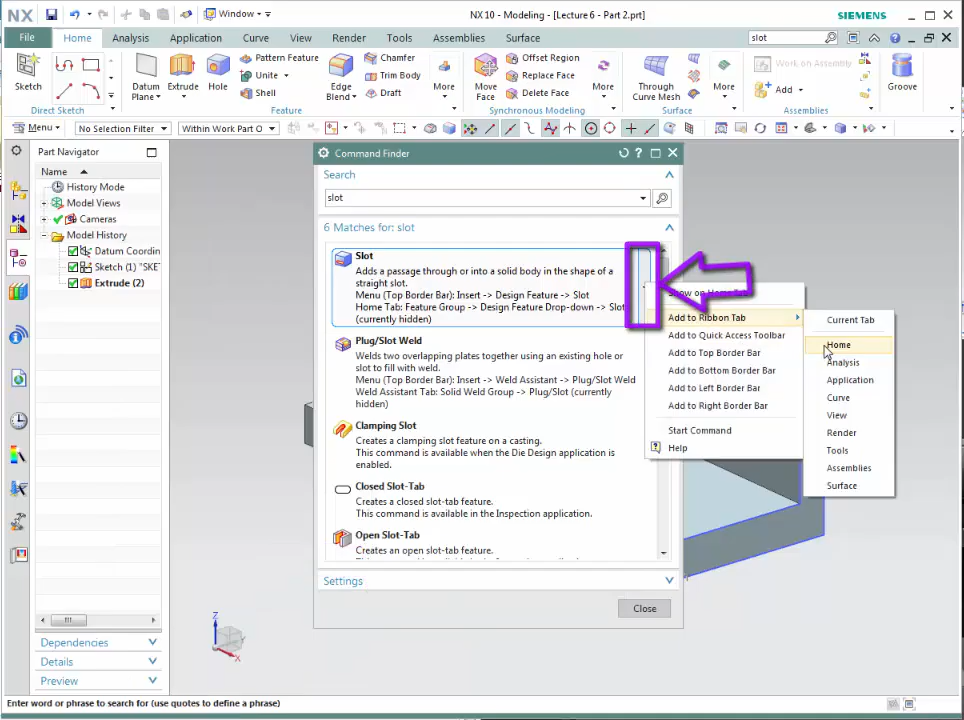 NX
Window
NX 10 - Modeling - [Lecture 6 - Part 2.prt]
SIEMENS
File
Home
Analysis
Application
Curve
View
Render
Tools
Assemblies
Surface
slot
Sketch
Direct Sketch
Datum Plane
Extrude
Hole
Pattern Feature
Unite
Shell
Edge Blend
Chamfer
Trim Body
Draft
More
Feature
Move Face
Offset Region
Replace Face
Delete Face
More
Synchronous Modeling
Through Curve Mesh
More
Surface
Work on Assembly
Add
Assemblies
Groove
Menu
No Selection Filter
Within Work Part O
Part Navigator
Name
History Mode
Model Views
Cameras
Model History
Datum Coordin
Sketch (1) "SKE
Extrude (2)
Dependencies
Details
Preview
Command Finder
Search
slot
6 Matches for: slot
Slot
Adds a passage through or into a solid body in the shape of a
straight slot.
Menu (Top Border Bar): Insert -> Design Feature -> Slot
Home Tab: Feature Group -> Design Feature Drop-down -> Slot
(currently hidden)
Plug/Slot Weld
Welds two overlapping plates together using an existing hole or
slot to fill with weld.
Menu (Top Border Bar): Insert -> Weld Assistant -> Plug/Slot Weld
Weld Assistant Tab: Solid Weld Group -> Plug/Slot (currently
hidden)
Clamping Slot
Creates a clamping slot feature on a casting.
This command is available when the Die Design application is
enabled.
Closed Slot-Tab
Creates a closed slot-tab feature.
This command is available in the Inspection application.
Open Slot-Tab
Creates an open slot-tab feature.
Settings
Close
Show on Home Tab
Add to Ribbon Tab
Add to Quick Access Toolbar
Add to Top Border Bar
Add to Bottom Border Bar
Add to Left Border Bar
Add to Right Border Bar
Start Command
Help
Current Tab
Home
Analysis
Application
Curve
View
Render
Tools
Assemblies
Surface
Z
X
Enter word or phrase to search for (use quotes to define a phrase)